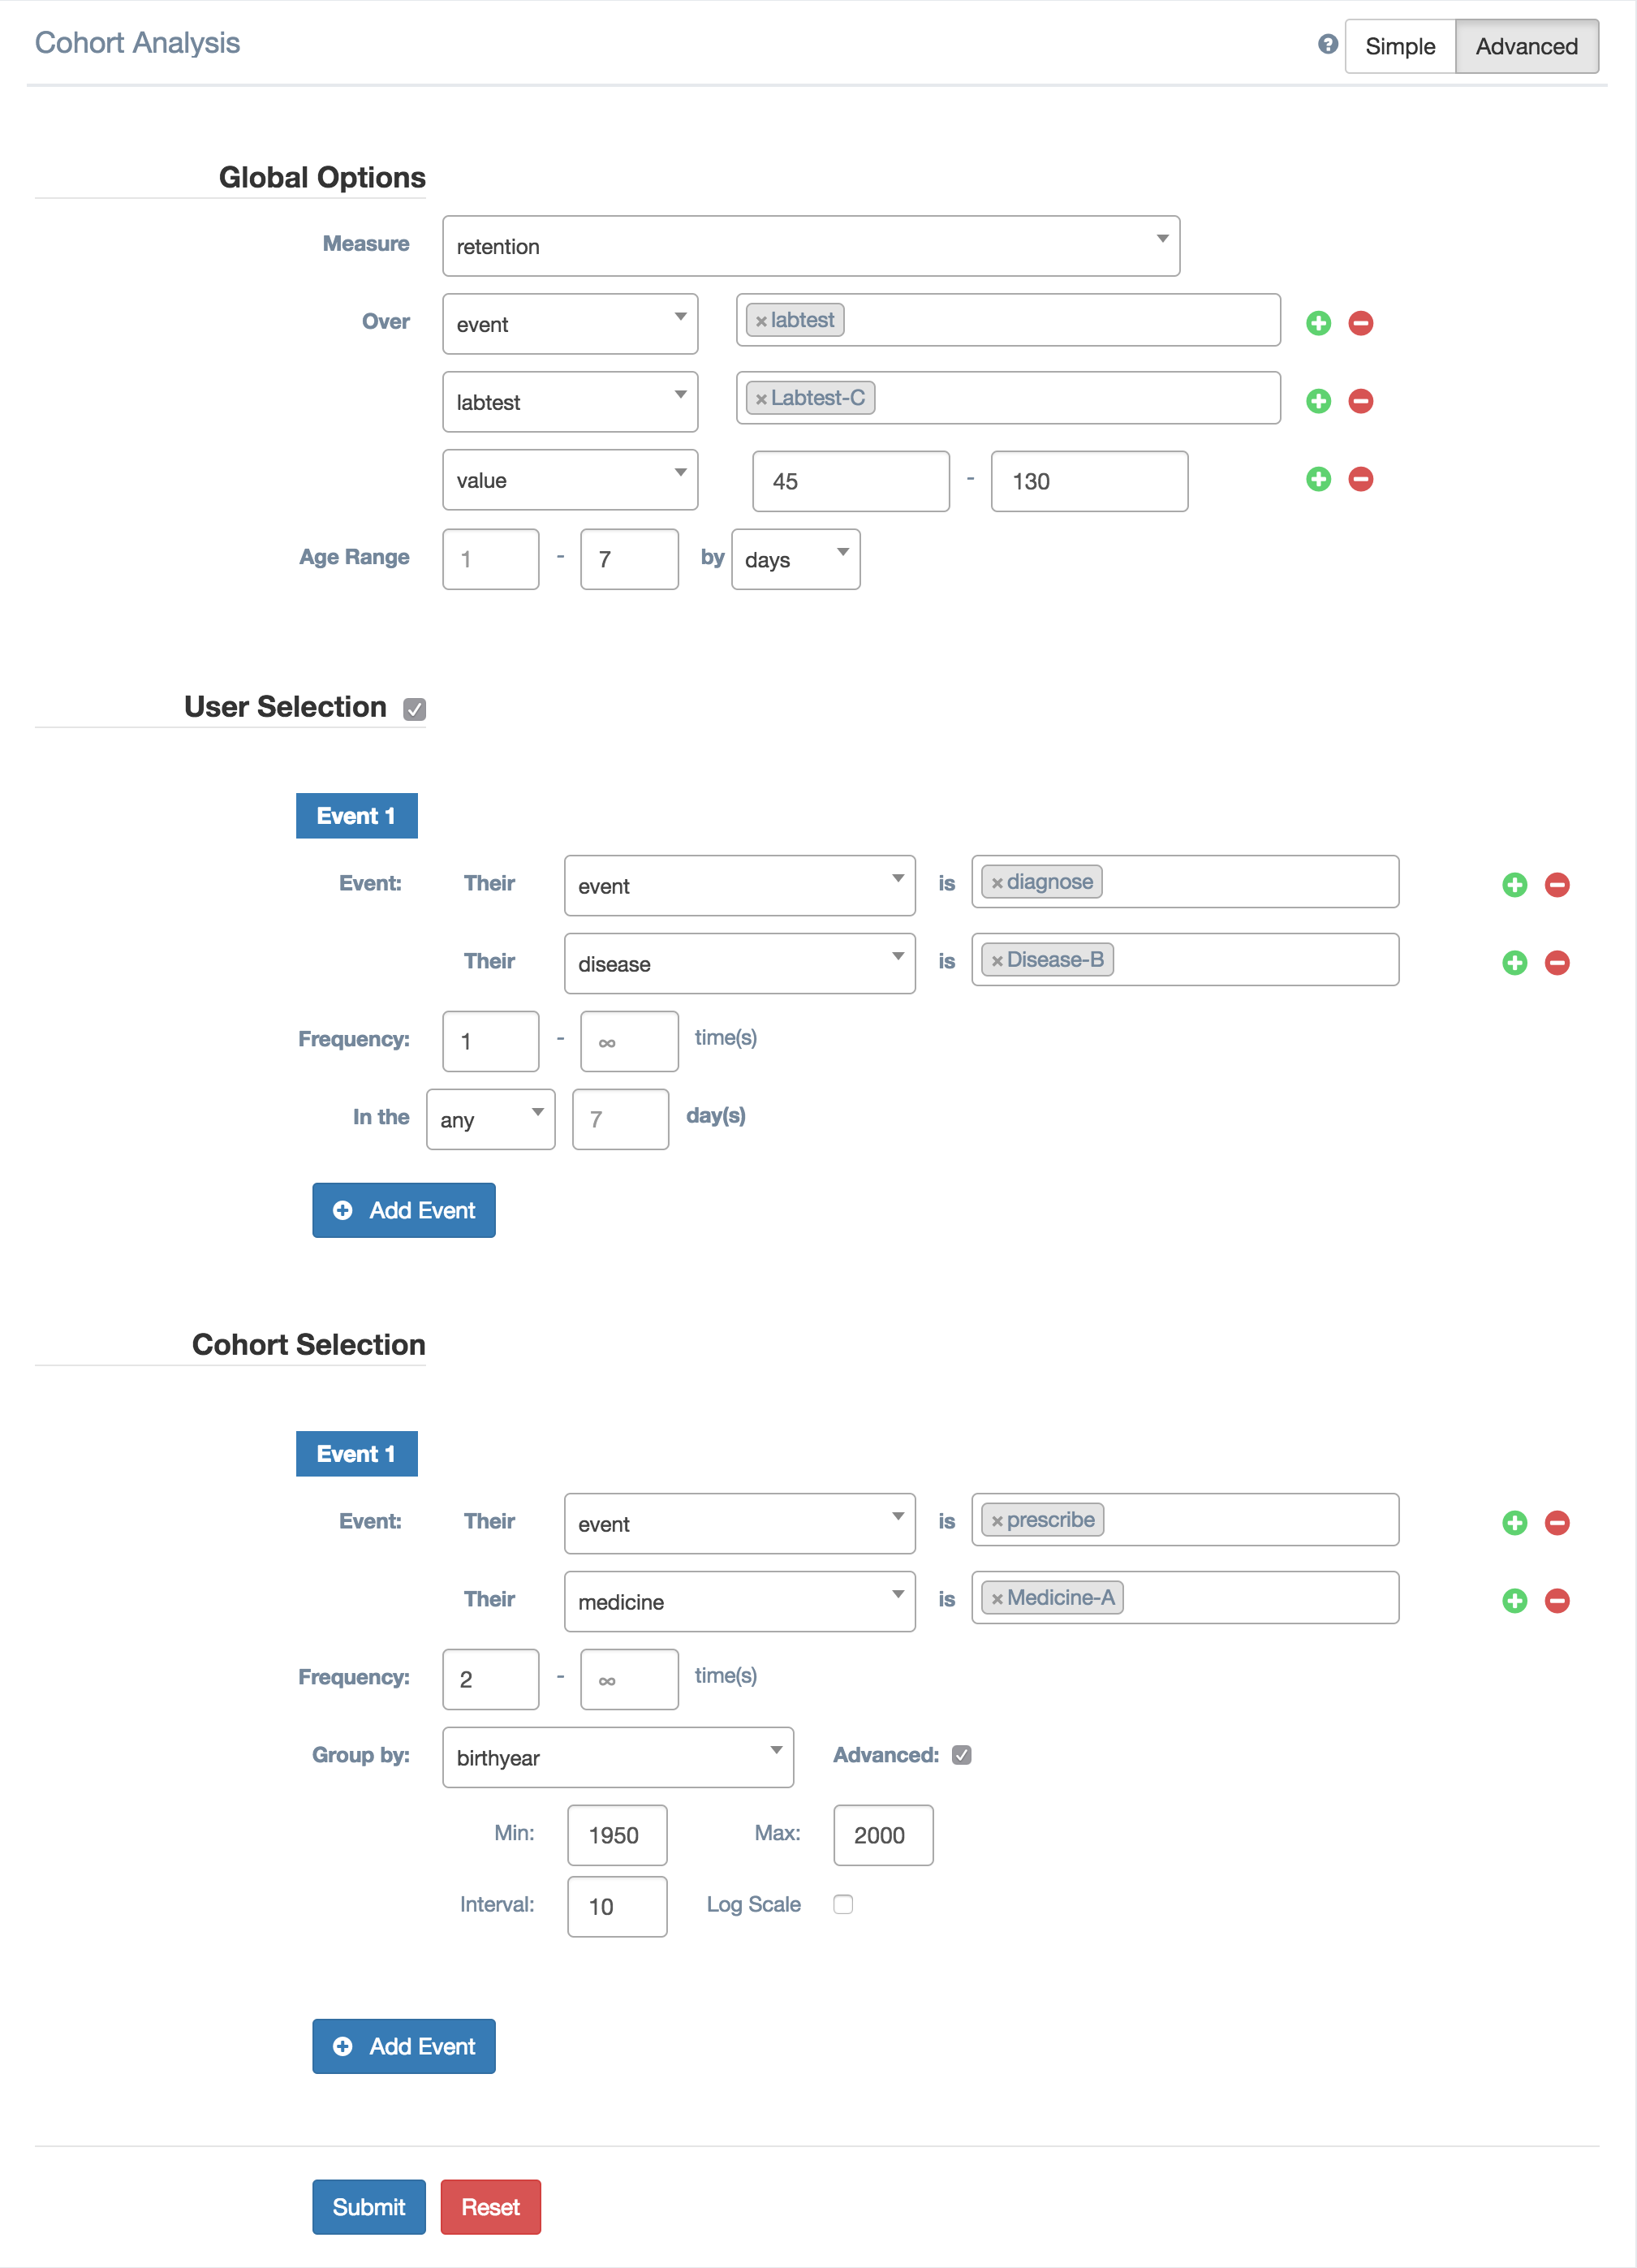 Cohort Analysis ? Simple Advanced
Global Options
Measure retention
Over event × labtest
labtest × Labtest-C
value 45 - 130
Age Range 1 - 7 by days
User Selection
Event 1
Event: Their event is × diagnose
Their disease is × Disease-B
Frequency: 1 - ∞ time(s)
In the any 7 day(s)
Add Event
Cohort Selection
Event 1
Event: Their event is × prescribe
Their medicine is × Medicine-A
Frequency: 2 - ∞ time(s)
Group by: birthyear Advanced:
Min: 1950 Max: 2000
Interval: 10 Log Scale
Add Event
Submit Reset